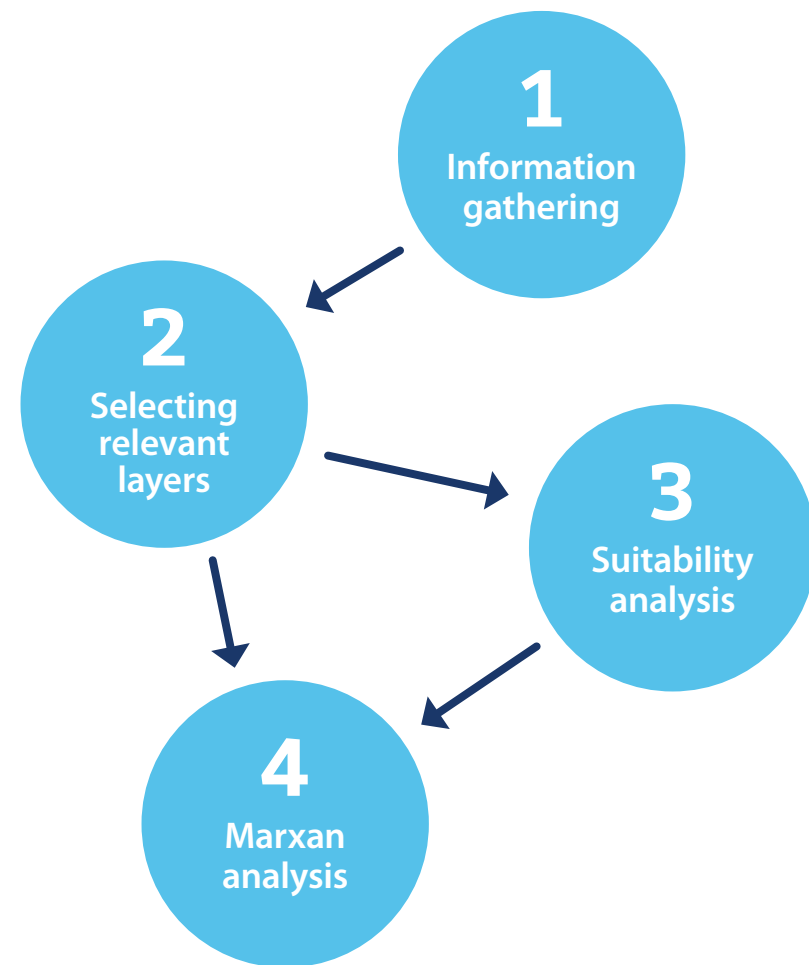 1
Information
gathering
2
Selecting
relevant
layers
3
Suitability
analysis
4
Marxan
analysis